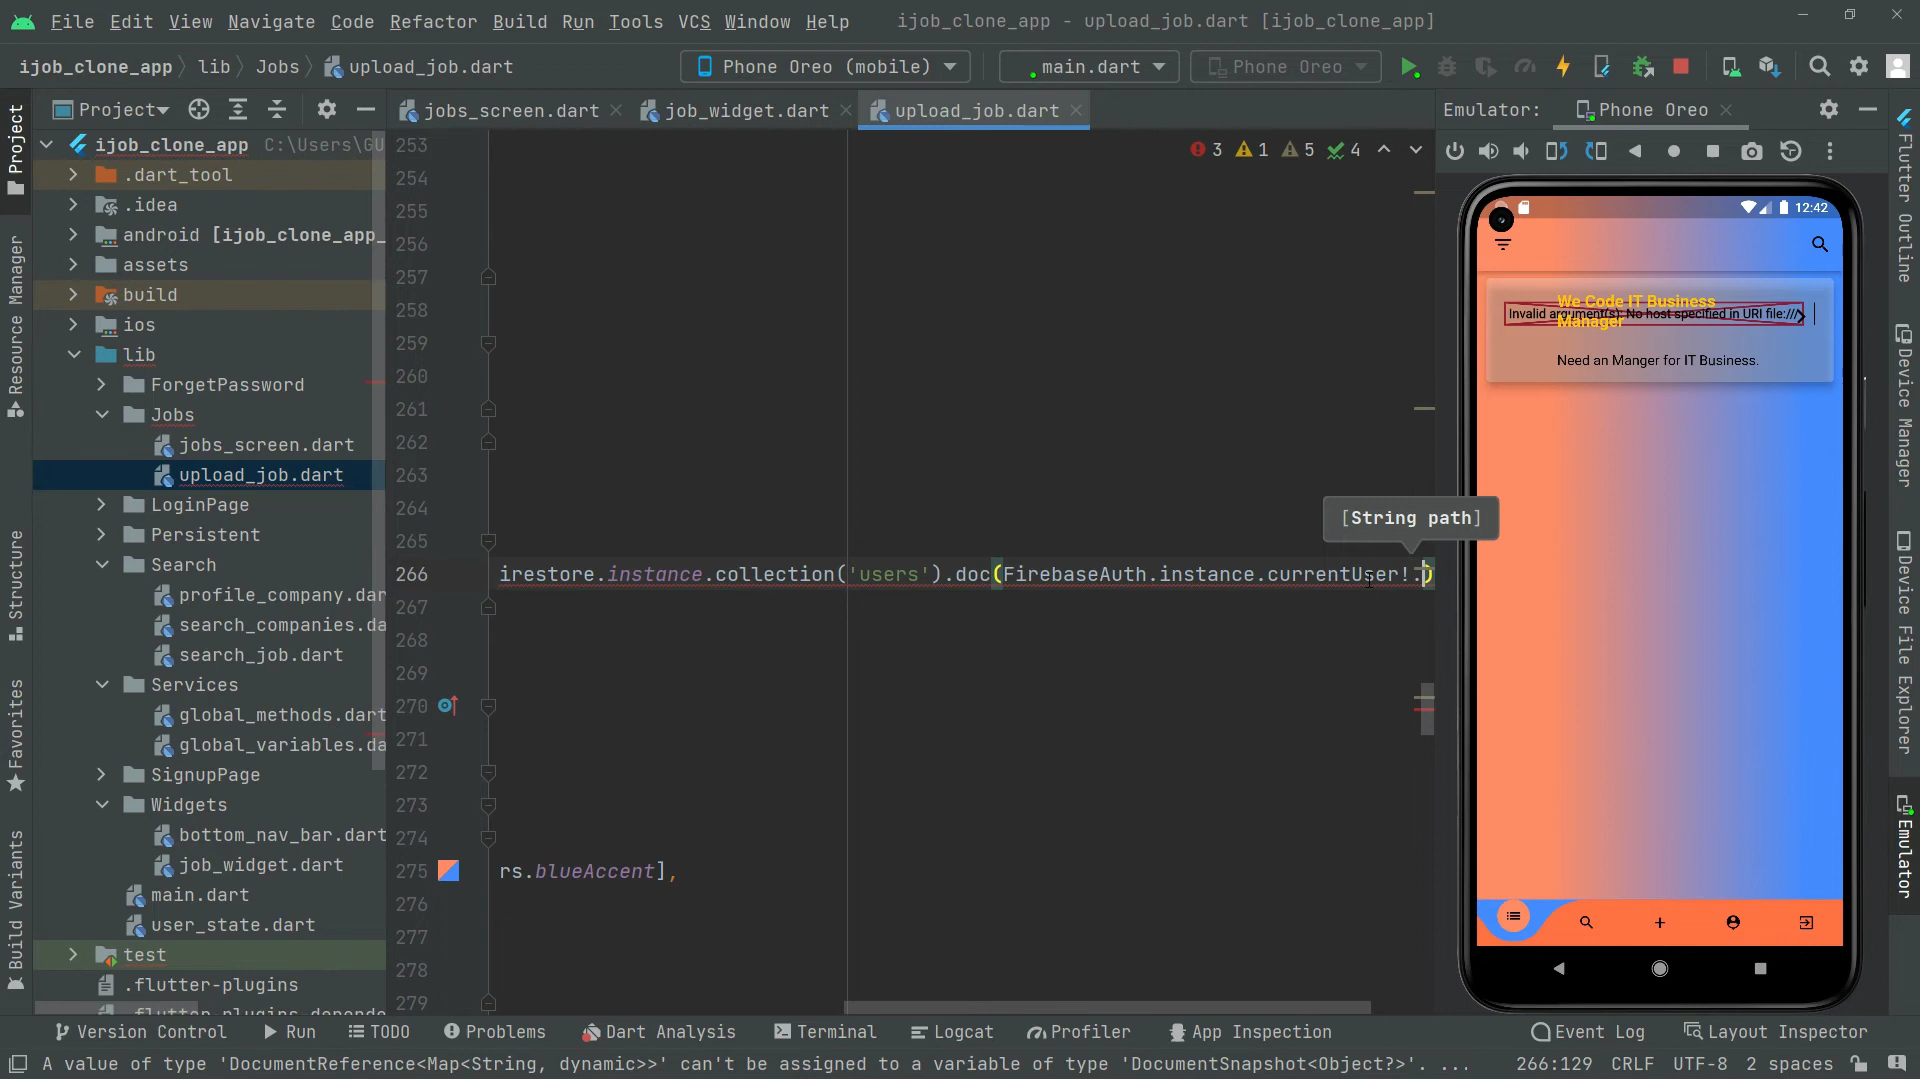 File Edit View Navigate Code Refactor Build Run Tools VCS Window Help ijob_clone_app - upload_job.dart [ijob_clone_app]
ijob_clone_app lib Jobs upload_job.dart Phone Oreo (mobile) main.dart Phone Oreo
Project jobs_screen.dart job_widget.dart upload_job.dart Emulator: Phone Oreo
ijob_clone_app C:\Users\GU
.dart_tool
.idea
android [ijob_clone_app_
assets
build
ios
lib
ForgetPassword
Jobs
jobs_screen.dart
upload_job.dart
LoginPage
Persistent
Search
profile_company.dar
search_companies.da
search_job.dart
Services
global_methods.dart
global_variables.da
SignupPage
Widgets
bottom_nav_bar.dart
job_widget.dart
main.dart
user_state.dart
test
.flutter-plugins
.flutter-plugins-depende
Project
Resource Manager
Structure
Favorites
Build Variants
3 1 5 4
253
254
255
256
257
258
259
260
261
262
263
264
265
[String path]
266 irestore.instance.collection('users').doc(FirebaseAuth.instance.currentUser!.)
267
268
269
270
271
272
273
274
275 rs.blueAccent],
276
277
278
279
12:42
We Code IT Business
Manager
Invalid argument(s): No host specified in URI file:///
Need an Manger for IT Business.
Flutter Outline
Device Manager
Device File Explorer
Emulator
Version Control Run TODO Problems Dart Analysis Terminal Logcat Profiler App Inspection Event Log Layout Inspector
A value of type 'DocumentReference<Map<String, dynamic>>' can't be assigned to a variable of type 'DocumentSnapshot<Object?>'. ... 266:129 CRLF UTF-8 2 spaces